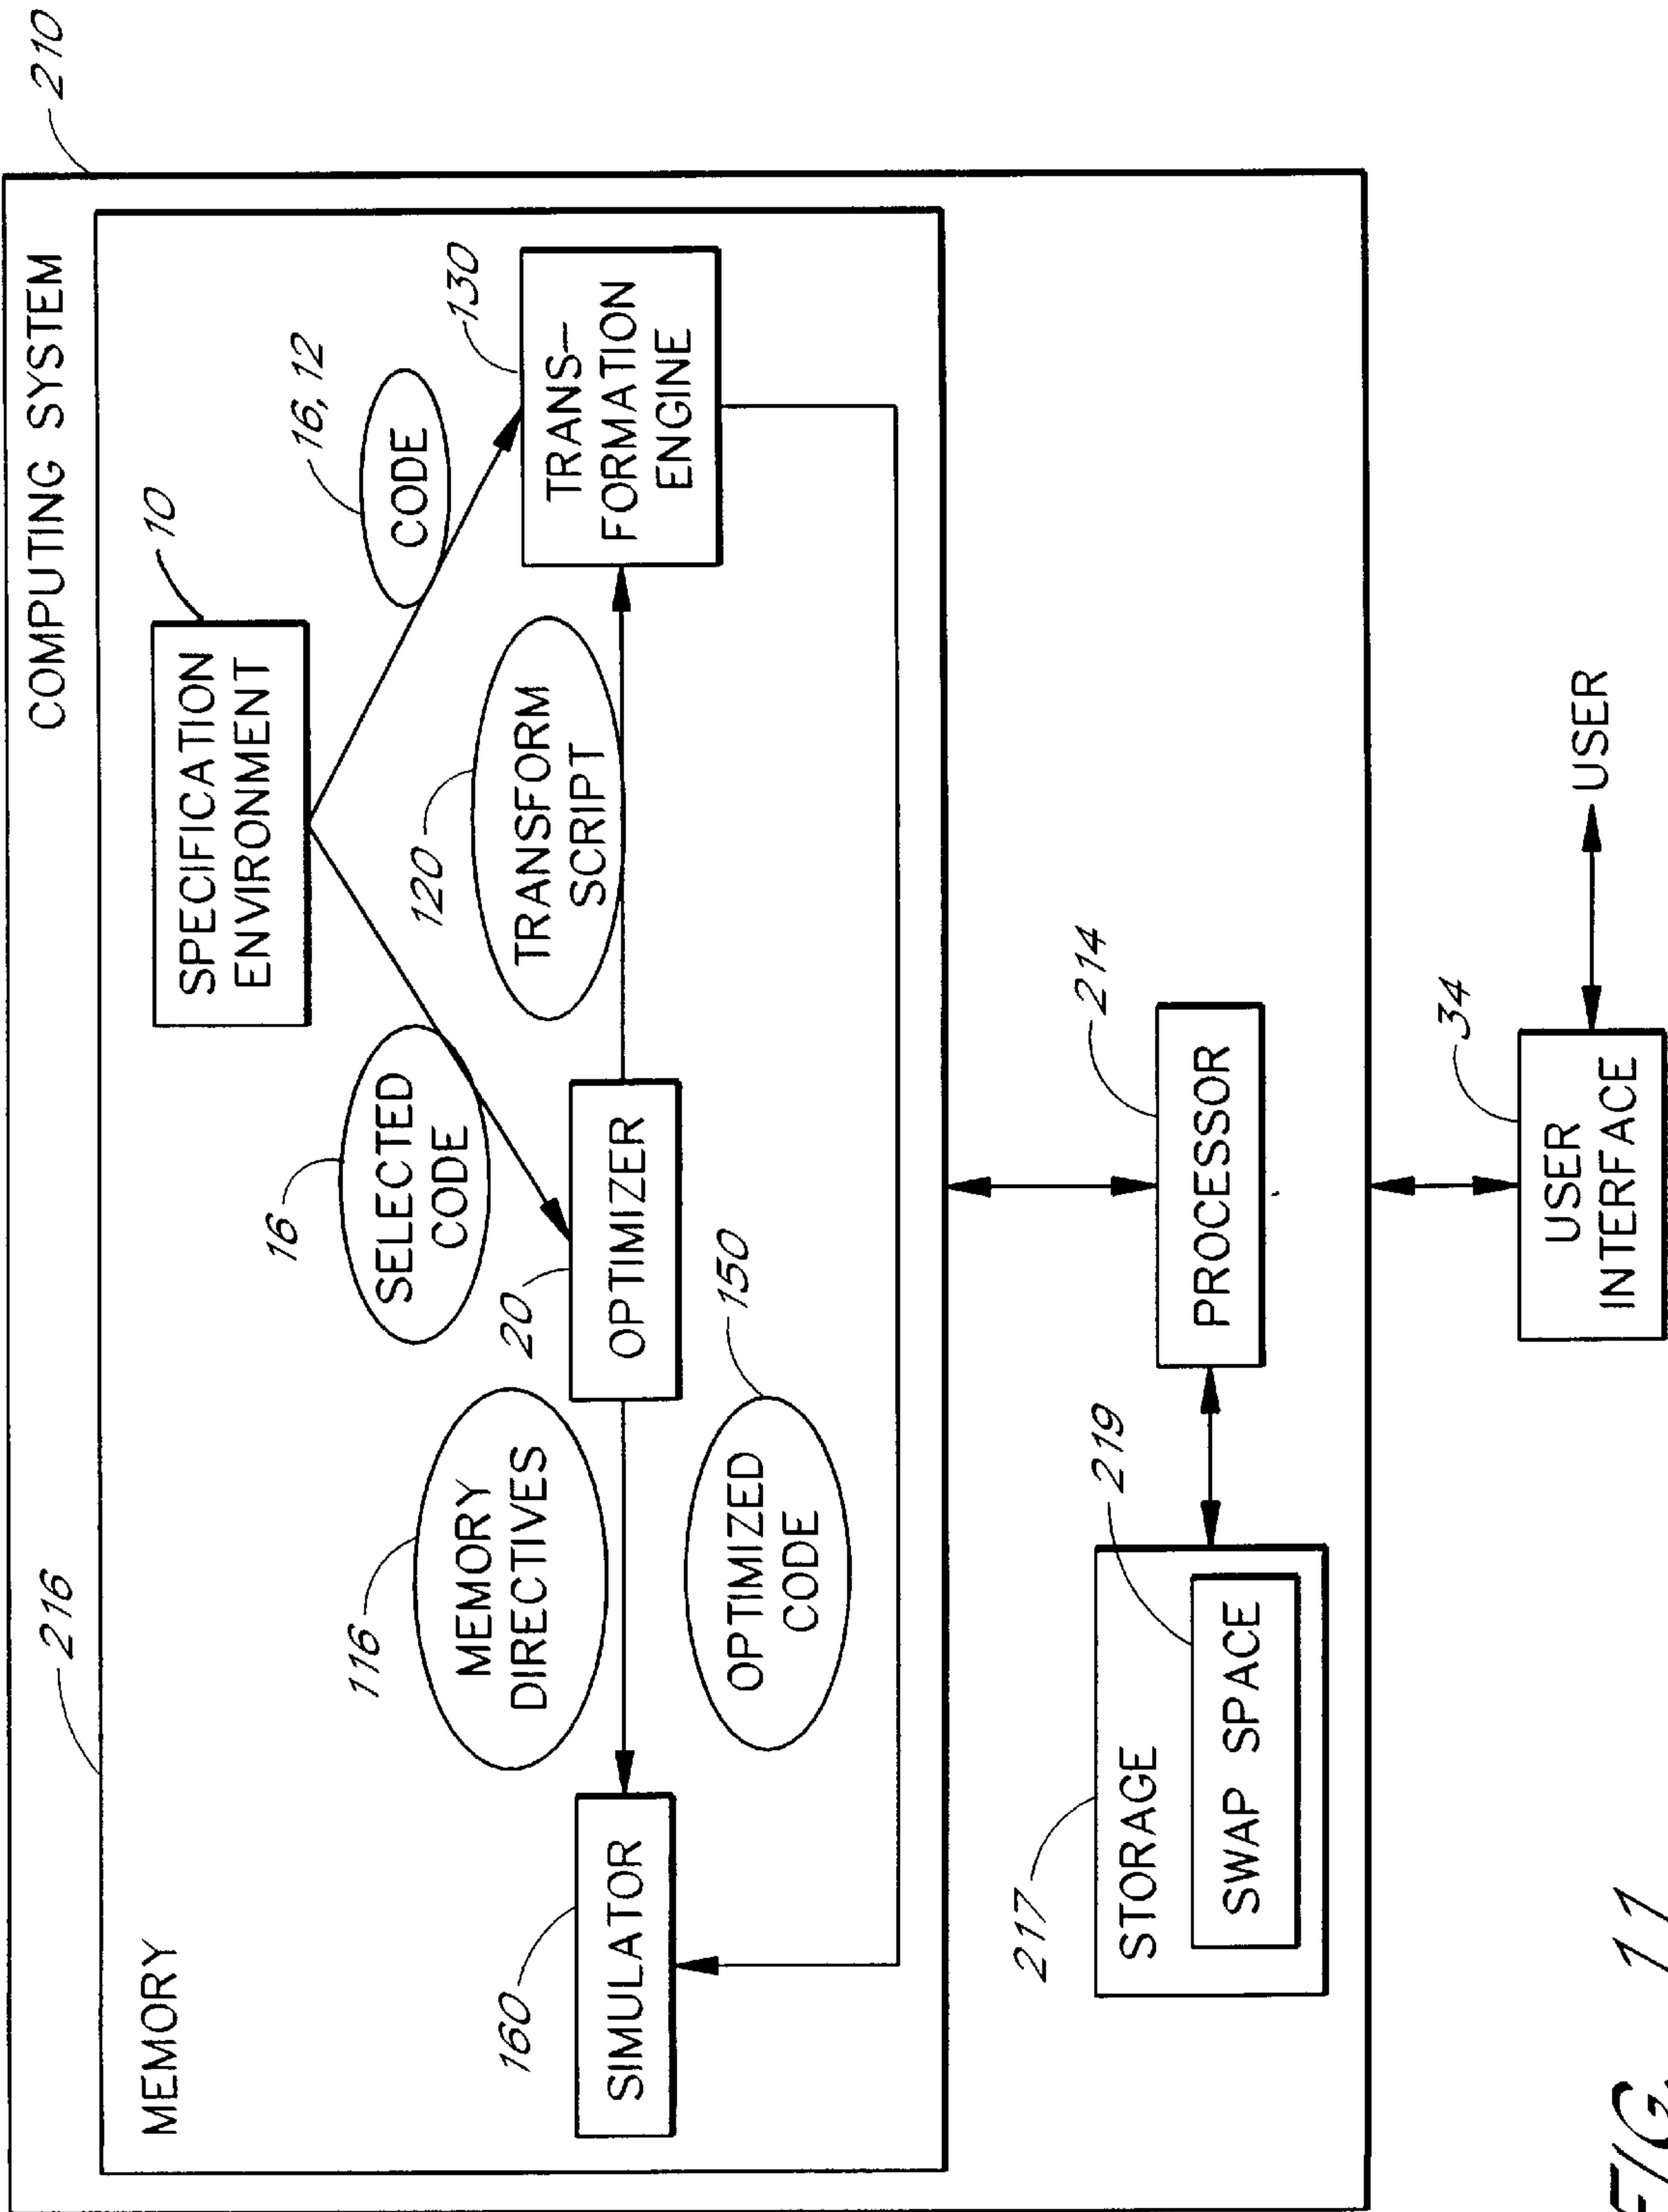 COMPUTING SYSTEM
210
216
MEMORY
SPECIFICATION
ENVIRONMENT
10
16
SELECTED
CODE
CODE
16, 12
116
MEMORY
DIRECTIVES
20
OPTIMIZER
120
TRANSFORM
SCRIPT
130
TRANS-
FORMATION
ENGINE
160
SIMULATOR
OPTIMIZED
CODE
150
217
STORAGE
219
SWAP SPACE
PROCESSOR
214
USER
INTERFACE
34
USER
FIG. 11